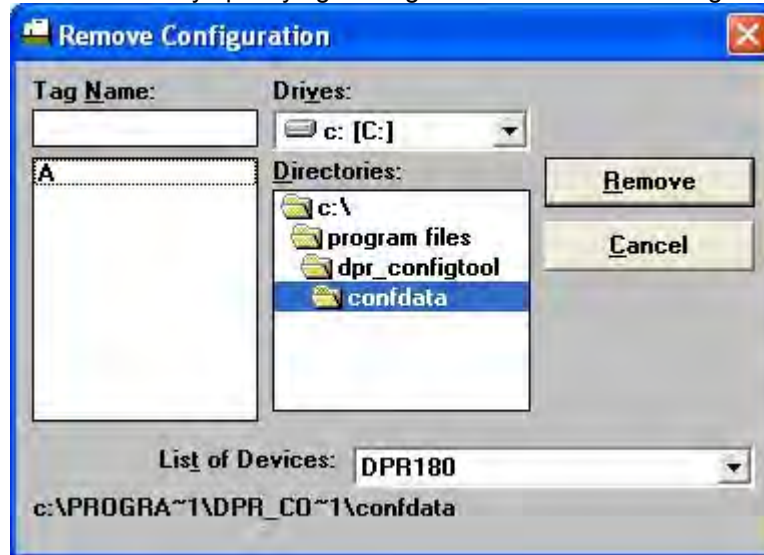 Remove Configuration
Tag Name:
Drives:
c: [C:]
A
Directories:
c:\
program files
dpr_configtool
confdata
Remove
Cancel
List of Devices:
DPR180
c:\PROGRA~1\DPR_CO~1\confdata